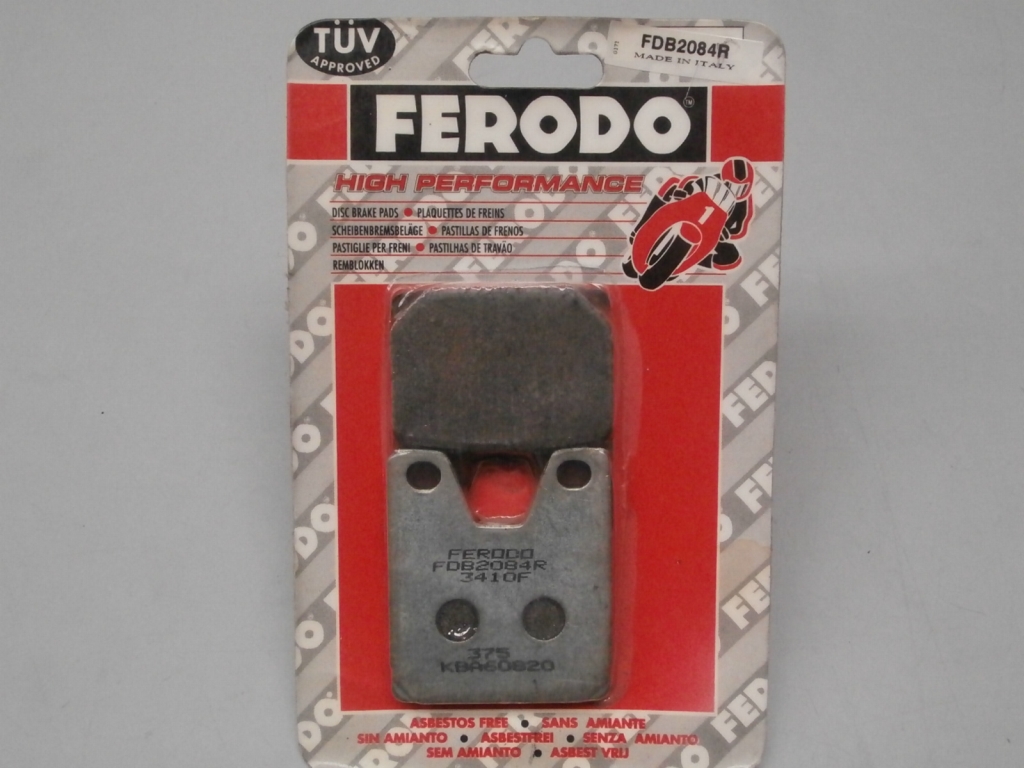 TÜV
APPROVED
FDB2084R
MADE IN ITALY
FERODO™
HIGH PERFORMANCE
DISC BRAKE PADS • PLAQUETTES DE FREINS
SCHEIBENBREMSBELÄGE • PASTILLAS DE FRENOS
PASTIGLIE PER FRENI • PASTILHAS DE TRAVÃO
REMBLOKKEN
1
FERODO
FDB2084R
3410F
375
KBA60820
ASBESTOS FREE • SANS AMIANTE
SIN AMIANTO • ASBESTFREI • SENZA AMIANTO
SEM AMIANTO • ASBEST VRIJ